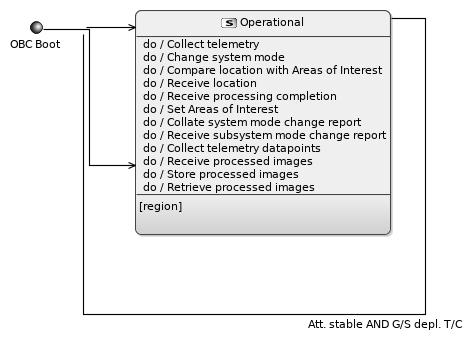 S Operational
OBC Boot
do / Collect telemetry
do / Change system mode
do / Compare location with Areas of Interest
do / Receive location
do / Receive processing completion
do / Set Areas of Interest
do / Collate system mode change report
do / Receive subsystem mode change report
do / Collect telemetry datapoints
do / Receive processed images
do / Store processed images
do / Retrieve processed images
[region]
Att. stable AND G/S depl. T/C